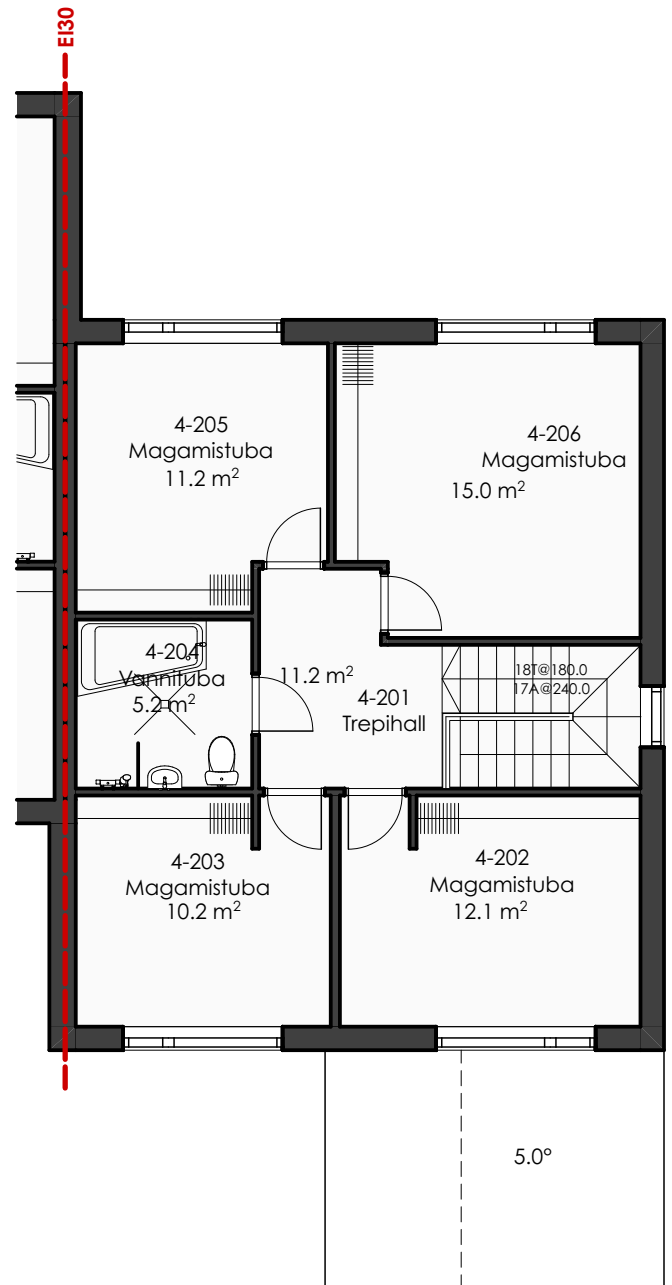 EI30
4-205
Magamistuba
11.2 m²
4-206
Magamistuba
15.0 m²
4-204
Vannituba
5.2 m²
11.2 m²
4-201
Trepihall
18T@180.0
17A@240.0
4-203
Magamistuba
10.2 m²
4-202
Magamistuba
12.1 m²
5.0°